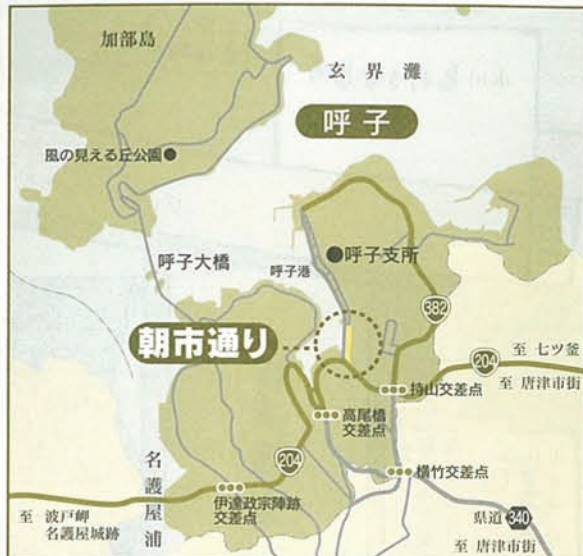 加部島
玄界灘
呼子
風の見える丘公園
呼子大橋
呼子港
呼子支所
382
朝市通り
204
至 七ツ釜
至 唐津市街
持山交差点
高尾橋
交差点
名護屋浦
204
横竹交差点
伊達政宗陣跡
交差点
至 波戸岬
名護屋城跡
県道 340
至 唐津市街